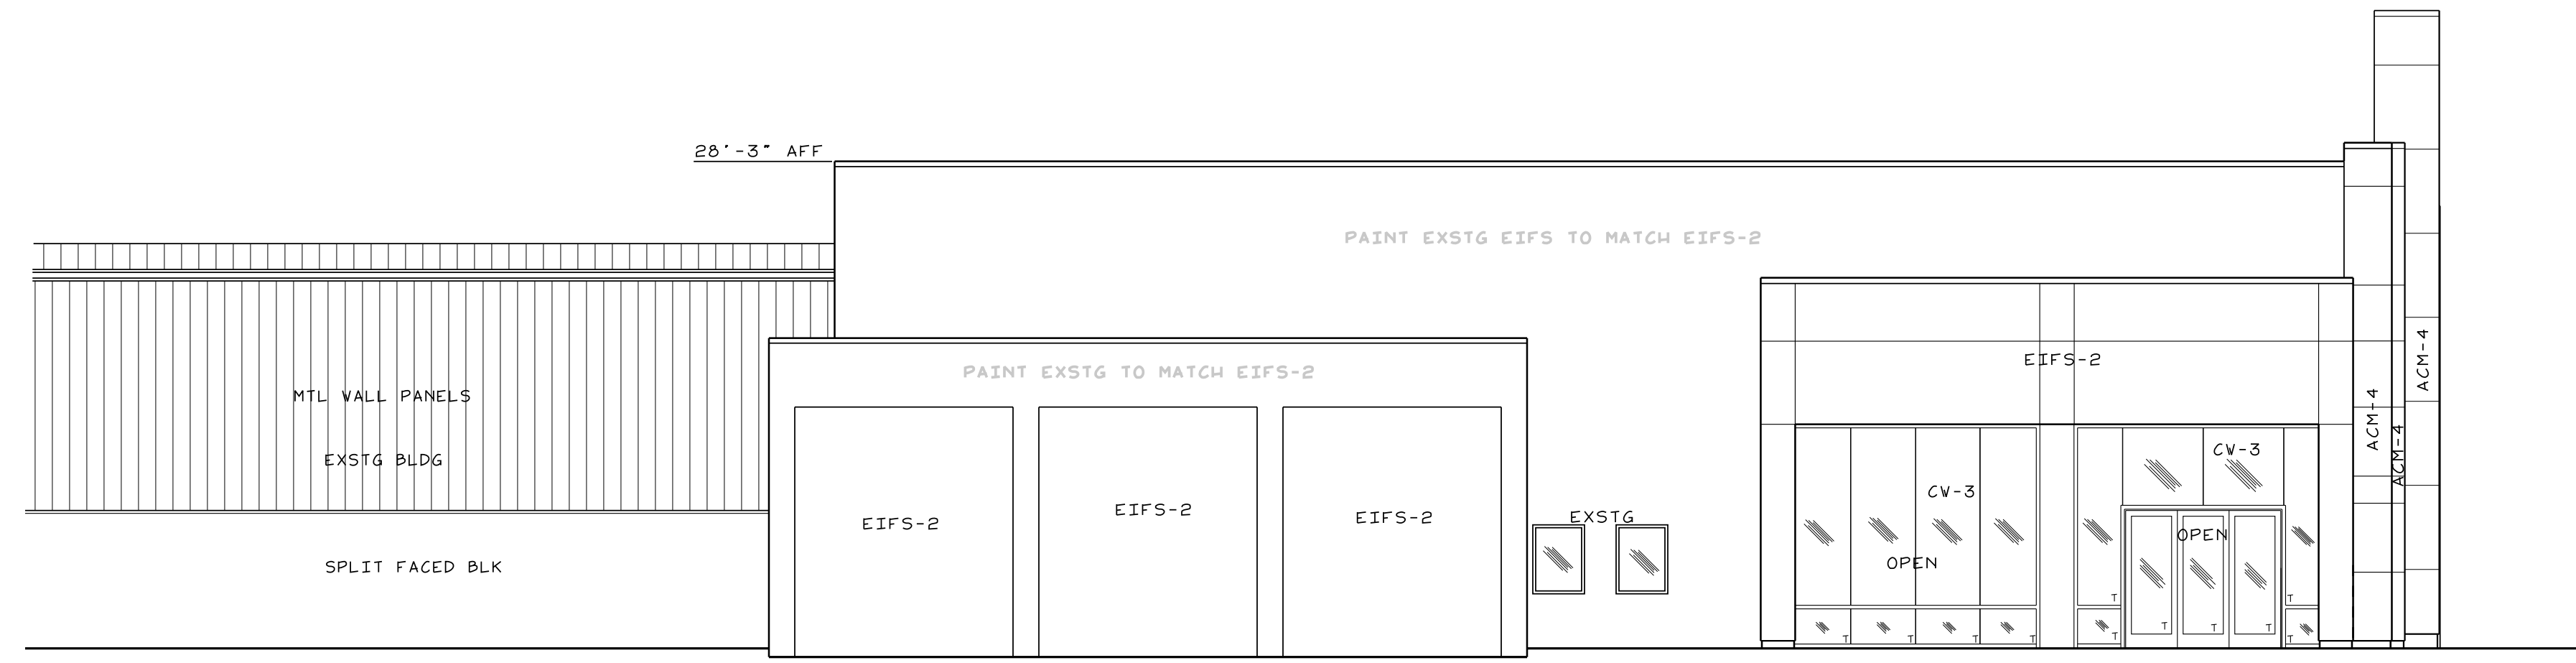 28'-3" AFF
PAINT EXSTG EIFS TO MATCH EIFS-2
PAINT EXSTG TO MATCH EIFS-2
EIFS-2
MTL WALL PANELS
EXSTG BLDG
SPLIT FACED BLK
EIFS-2
EIFS-2
EIFS-2
EXSTG
CW-3
OPEN
CW-3
OPEN
ACM-4
ACM-4
ACM-4
T
T
T
T
T
T
T
T
T
T
T